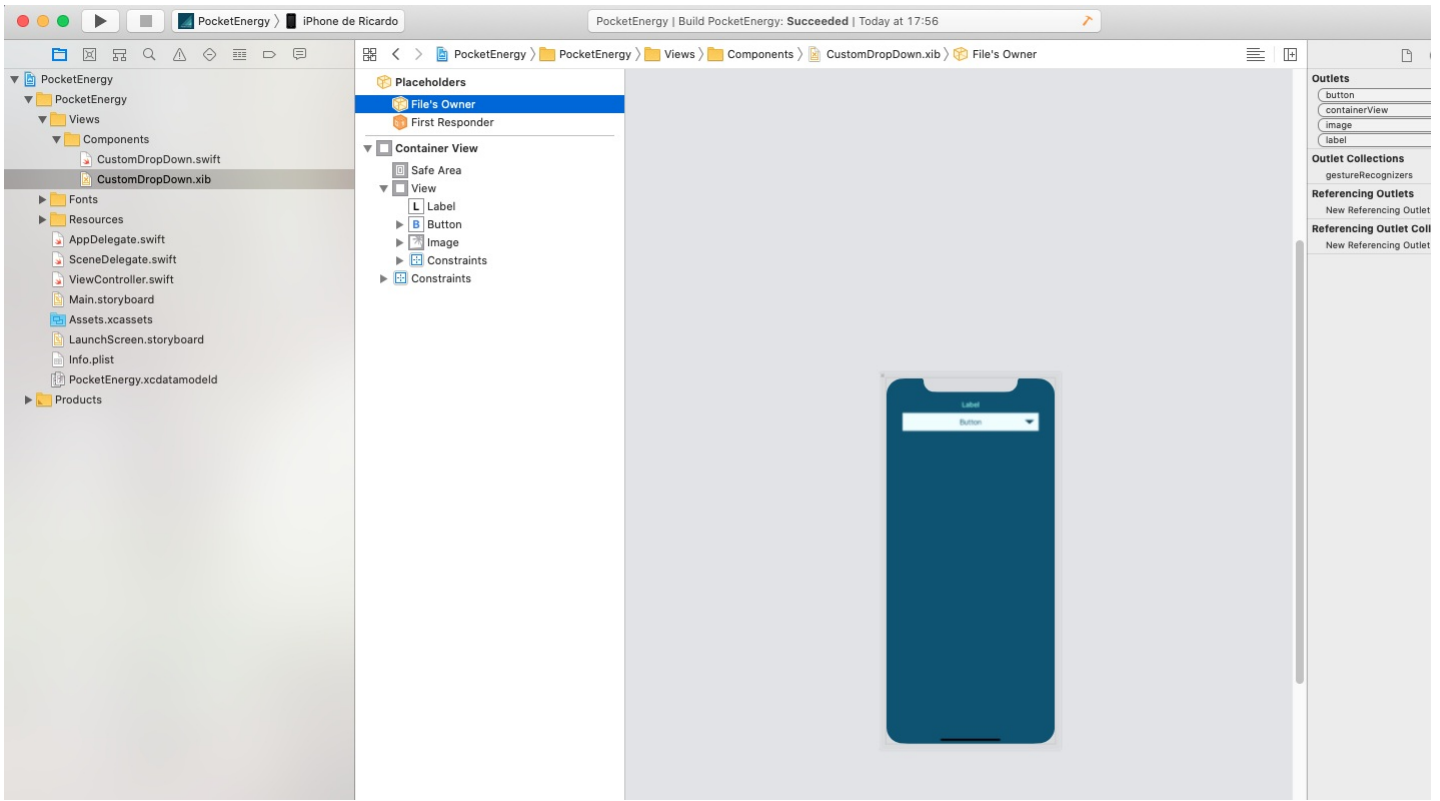 PocketEnergy 〉 iPhone de Ricardo
PocketEnergy | Build PocketEnergy: Succeeded | Today at 17:56
PocketEnergy 〉 PocketEnergy 〉 Views 〉 Components 〉 CustomDropDown.xib 〉 File's Owner
PocketEnergy
PocketEnergy
Views
Components
CustomDropDown.swift
CustomDropDown.xib
Fonts
Resources
AppDelegate.swift
SceneDelegate.swift
ViewController.swift
Main.storyboard
Assets.xcassets
LaunchScreen.storyboard
Info.plist
PocketEnergy.xcdatamodeld
Products
Placeholders
File's Owner
First Responder
Container View
Safe Area
View
L Label
B Button
Image
Constraints
Constraints
Label
Button
Outlets
button
containerView
image
label
Outlet Collections
gestureRecognizers
Referencing Outlets
New Referencing Outlet
Referencing Outlet Coll
New Referencing Outlet